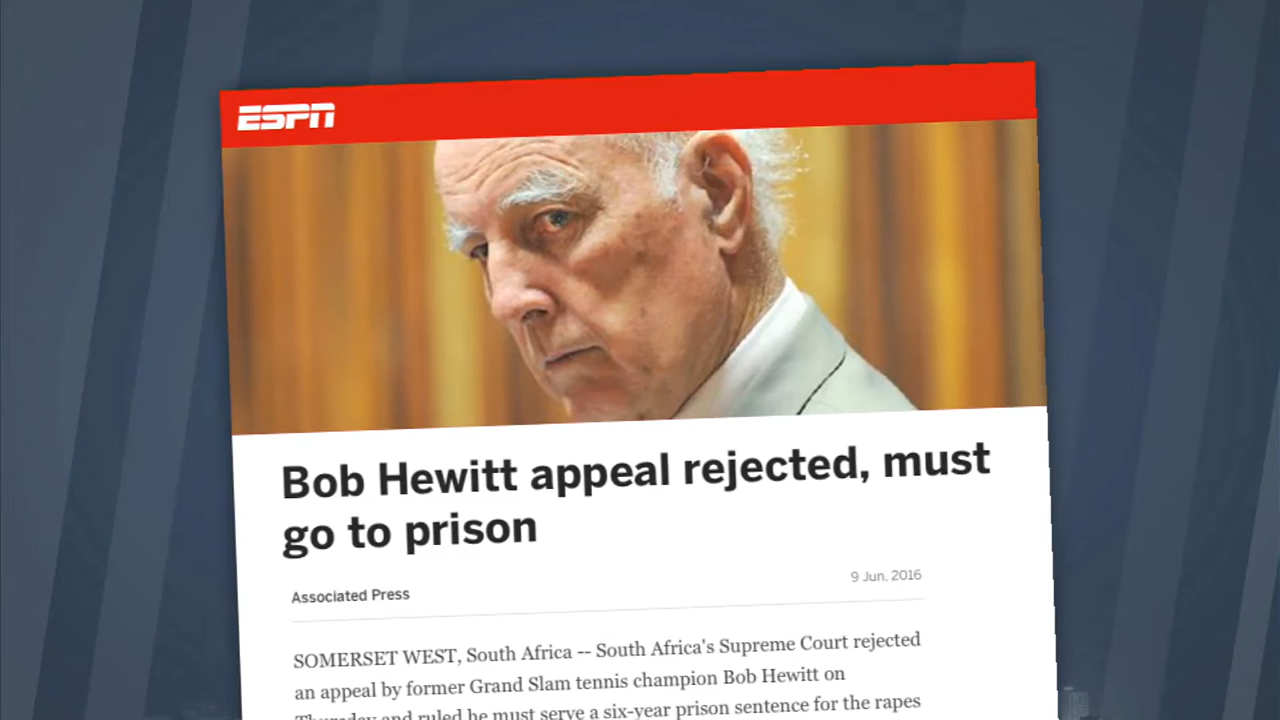 ESPN
Bob Hewitt appeal rejected, must
go to prison
Associated Press
9 Jun, 2016
SOMERSET WEST, South Africa -- South Africa's Supreme Court rejected
an appeal by former Grand Slam tennis champion Bob Hewitt on
Thursday and ruled he must serve a six-year prison sentence for the rapes